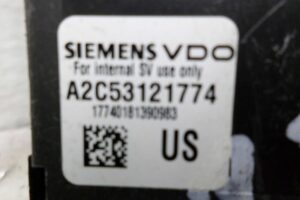 SIEMENS VDO
For internal SV use only
A2C53121774
17740181390983
US